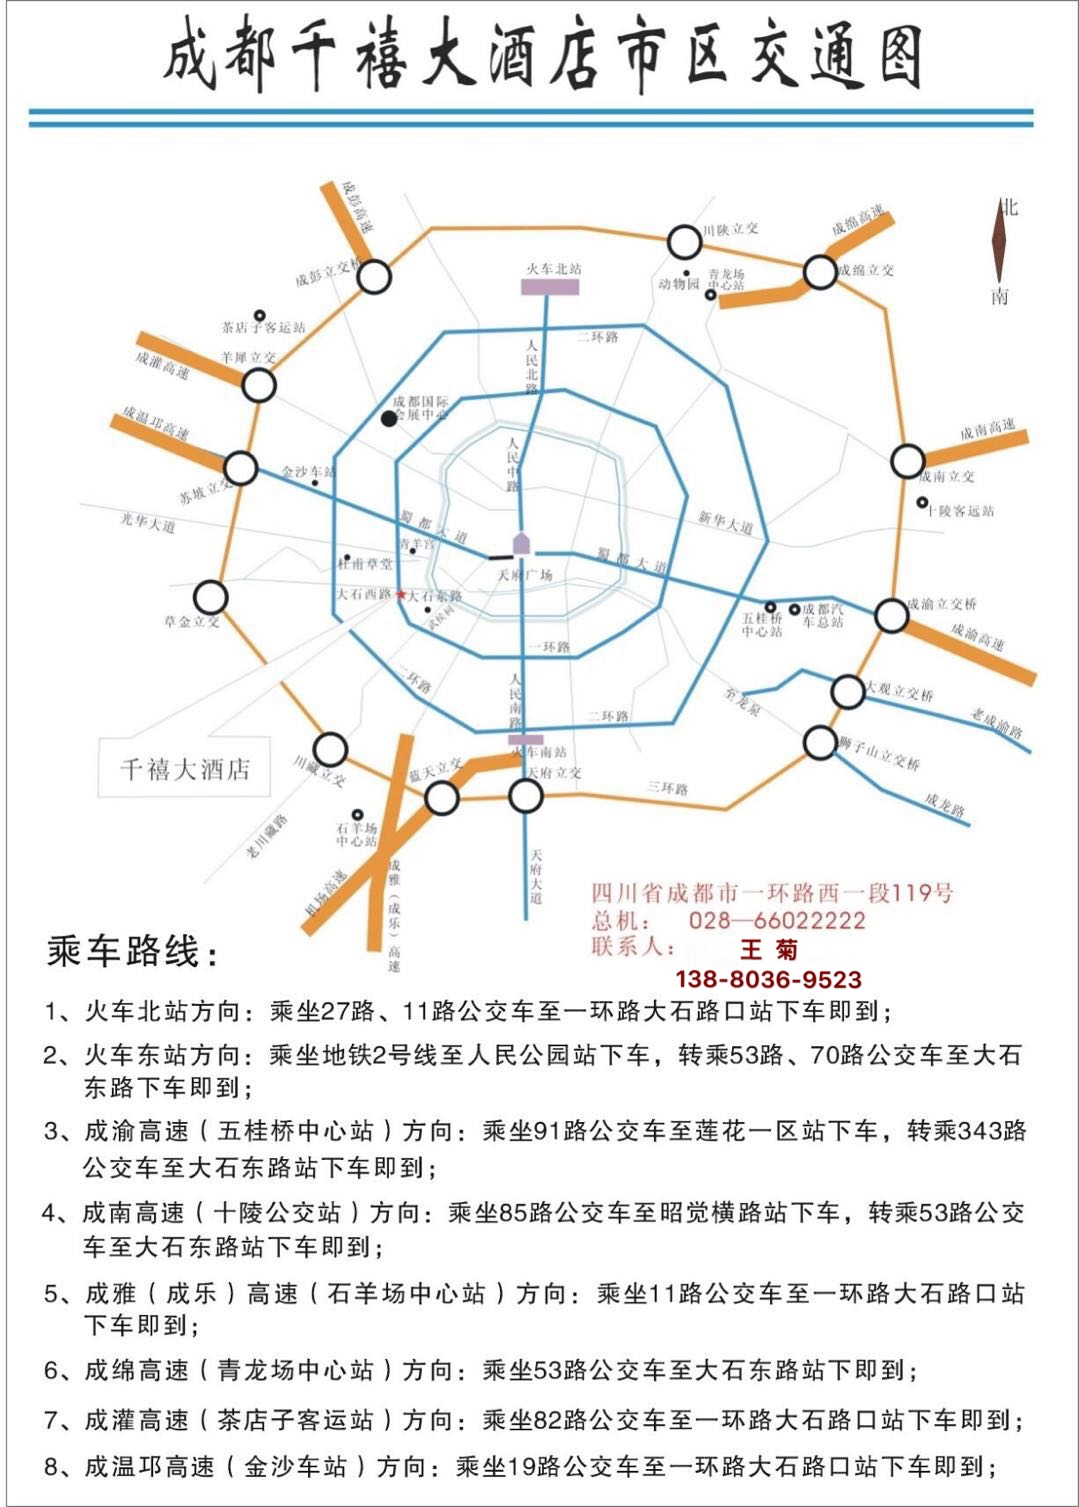 成都千禧大酒店市区交通图
北
南
成彭高速
成彭立交桥
川陕立交
成绵高速
成绵立交
火车北站
动物园
青龙场
中心站
茶店子客运站
羊犀立交
成灌高速
成温邛高速
苏坡立交
金沙车站
二环路
人民北路
成都国际
会展中心
人民中路
成南高速
成南立交
十陵客远站
光华大道
蜀都大道
青羊宫
杜甫草堂
新华大道
蜀都大道
天府广场
大石西路
大石东路
武侯祠
草金立交
五桂桥
中心站
成都汽
车总站
成渝立交桥
成渝高速
一环路
二环路
人民南路
二环路
至龙泉
大观立交桥
老成渝路
狮子山立交桥
成龙路
千禧大酒店
川藏立交
老川藏路
蓝天立交
火车南站
天府立交
三环路
石羊场
中心站
机场高速
成雅（成乐）高速
天府大道
四川省成都市一环路西一段119号
总机： 028—66022222
联系人： 王 菊
138-8036-9523
乘车路线：
1、火车北站方向：乘坐27路、11路公交车至一环路大石路口站下车即到；
2、火车东站方向：乘坐地铁2号线至人民公园站下车，转乘53路、70路公交车至大石
东路下车即到；
3、成渝高速（五桂桥中心站）方向：乘坐91路公交车至莲花一区站下车，转乘343路
公交车至大石东路站下车即到；
4、成南高速（十陵公交站）方向：乘坐85路公交车至昭觉横路站下车，转乘53路公交
车至大石东路站下车即到；
5、成雅（成乐）高速（石羊场中心站）方向：乘坐11路公交车至一环路大石路口站
下车即到；
6、成绵高速（青龙场中心站）方向：乘坐53路公交车至大石东路站下即到；
7、成灌高速（茶店子客运站）方向：乘坐82路公交车至一环路大石路口站下车即到；
8、成温邛高速（金沙车站）方向：乘坐19路公交车至一环路大石路口站下车即到；